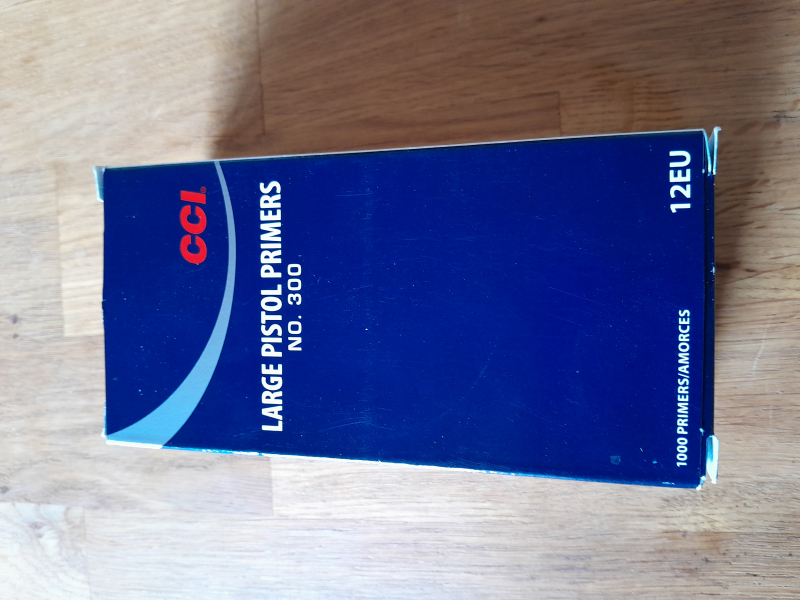 CCI®
LARGE PISTOL PRIMERS
NO. 300
1000 PRIMERS/AMORCES
12EU